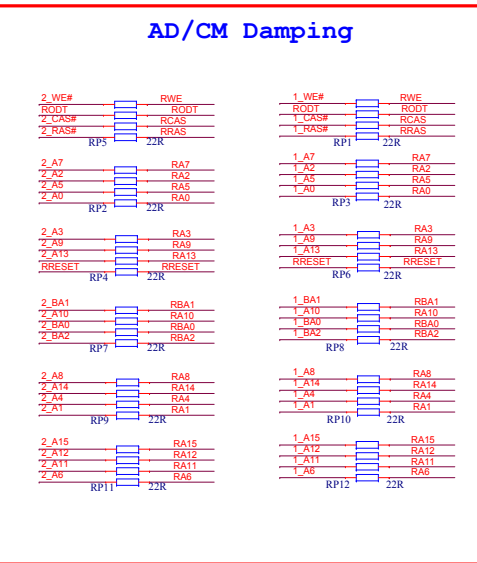 AD/CM Damping
2_WE# RWE
RODT RODT
2_CAS# RCAS
2_RAS# RRAS
RP5 22R
1_WE# RWE
RODT RODT
1_CAS# RCAS
1_RAS# RRAS
RP1 22R
2_A7 RA7
2_A2 RA2
2_A5 RA5
2_A0 RA0
RP2 22R
1_A7 RA7
1_A2 RA2
1_A5 RA5
1_A0 RA0
RP3 22R
2_A3 RA3
2_A9 RA9
2_A13 RA13
RRESET RRESET
RP4 22R
1_A3 RA3
1_A9 RA9
1_A13 RA13
RRESET RRESET
RP6 22R
2_BA1 RBA1
2_A10 RA10
2_BA0 RBA0
2_BA2 RBA2
RP7 22R
1_BA1 RBA1
1_A10 RA10
1_BA0 RBA0
1_BA2 RBA2
RP8 22R
2_A8 RA8
2_A14 RA14
2_A4 RA4
2_A1 RA1
RP9 22R
1_A8 RA8
1_A14 RA14
1_A4 RA4
1_A1 RA1
RP10 22R
2_A15 RA15
2_A12 RA12
2_A11 RA11
2_A6 RA6
RP11 22R
1_A15 RA15
1_A12 RA12
1_A11 RA11
1_A6 RA6
RP12 22R